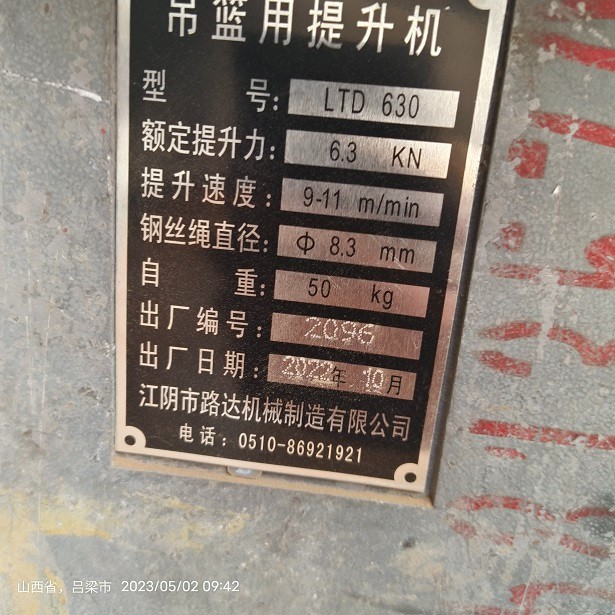 吊篮用提升机
型 号: LTD 630
额定提升力: 6.3 KN
提升速度: 9-11 m/min
钢丝绳直径: Φ 8.3 mm
自 重: 50 kg
出厂编号: 2096
出厂日期: 2022年 10月
江阴市路达机械制造有限公司
电话: 0510-86921921
山西省，吕梁市 2023/05/02 09:42